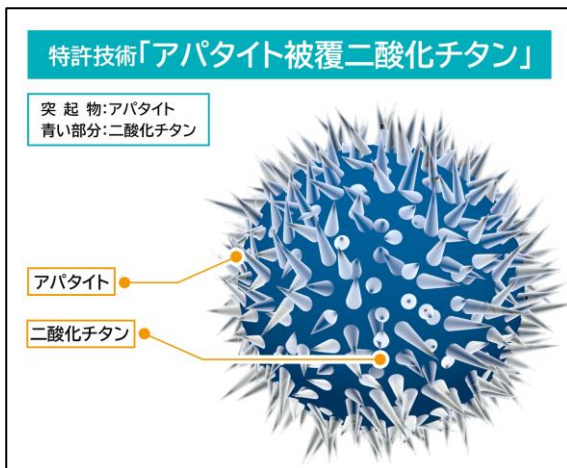 特許技術「アパタイト被覆二酸化チタン」
突 起 物:アパタイト
青い部分:二酸化チタン
アパタイト
二酸化チタン